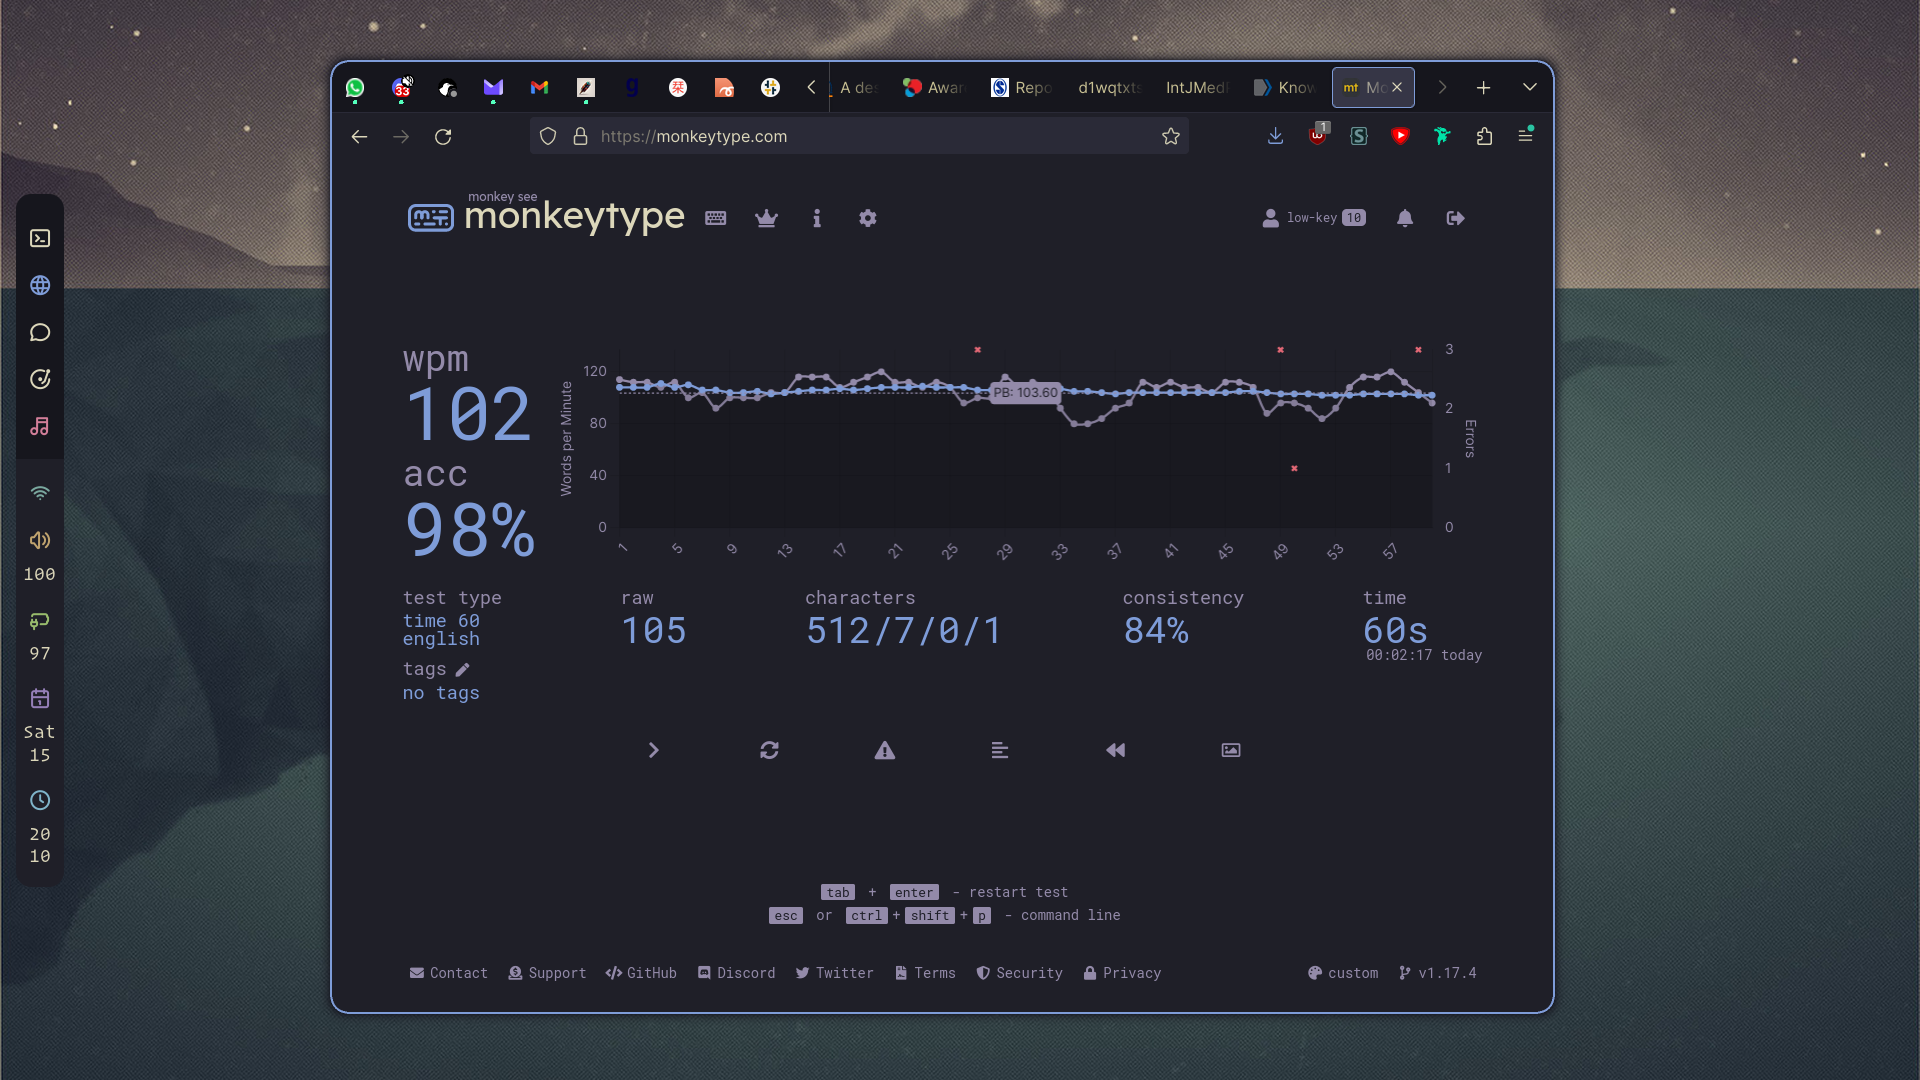 33
A de
Awar
Repo
d1wqtxts
IntJMedI
Know
mt Mo
https://monkeytype.com
1
monkey see
monkeytype
low-key 10
wpm
102
acc
98%
Words per Minute
120
80
40
0
PB: 103.60
3
2
1
0
Errors
1 5 9 13 17 21 25 29 33 37 41 45 49 53 57
test type
time 60
english
tags
no tags
raw
105
characters
512/7/0/1
consistency
84%
time
60s
00:02:17 today
tab + enter - restart test
esc or ctrl + shift + p - command line
Contact Support GitHub Discord Twitter Terms Security Privacy custom v1.17.4
100
97
Sat
15
20
10